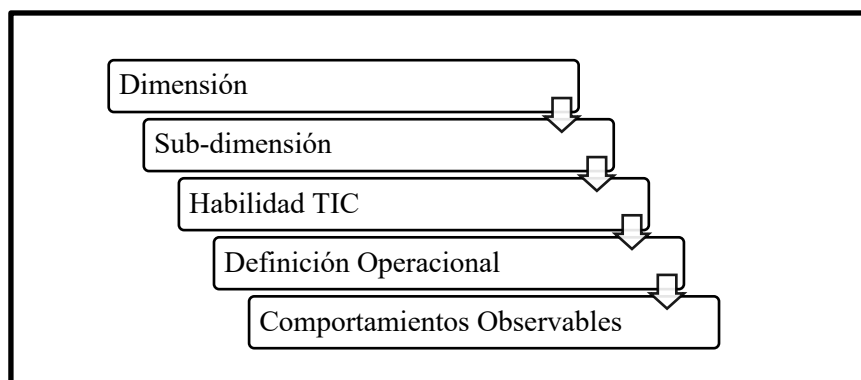 Dimensión
Sub-dimensión
Habilidad TIC
Definición Operacional
Comportamientos Observables